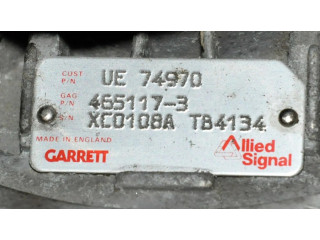 CUST P/N UE 74970
GAG P/N 465117-3
S/N XC0108A TB4134
MADE IN ENGLAND
GARRETT
Allied Signal